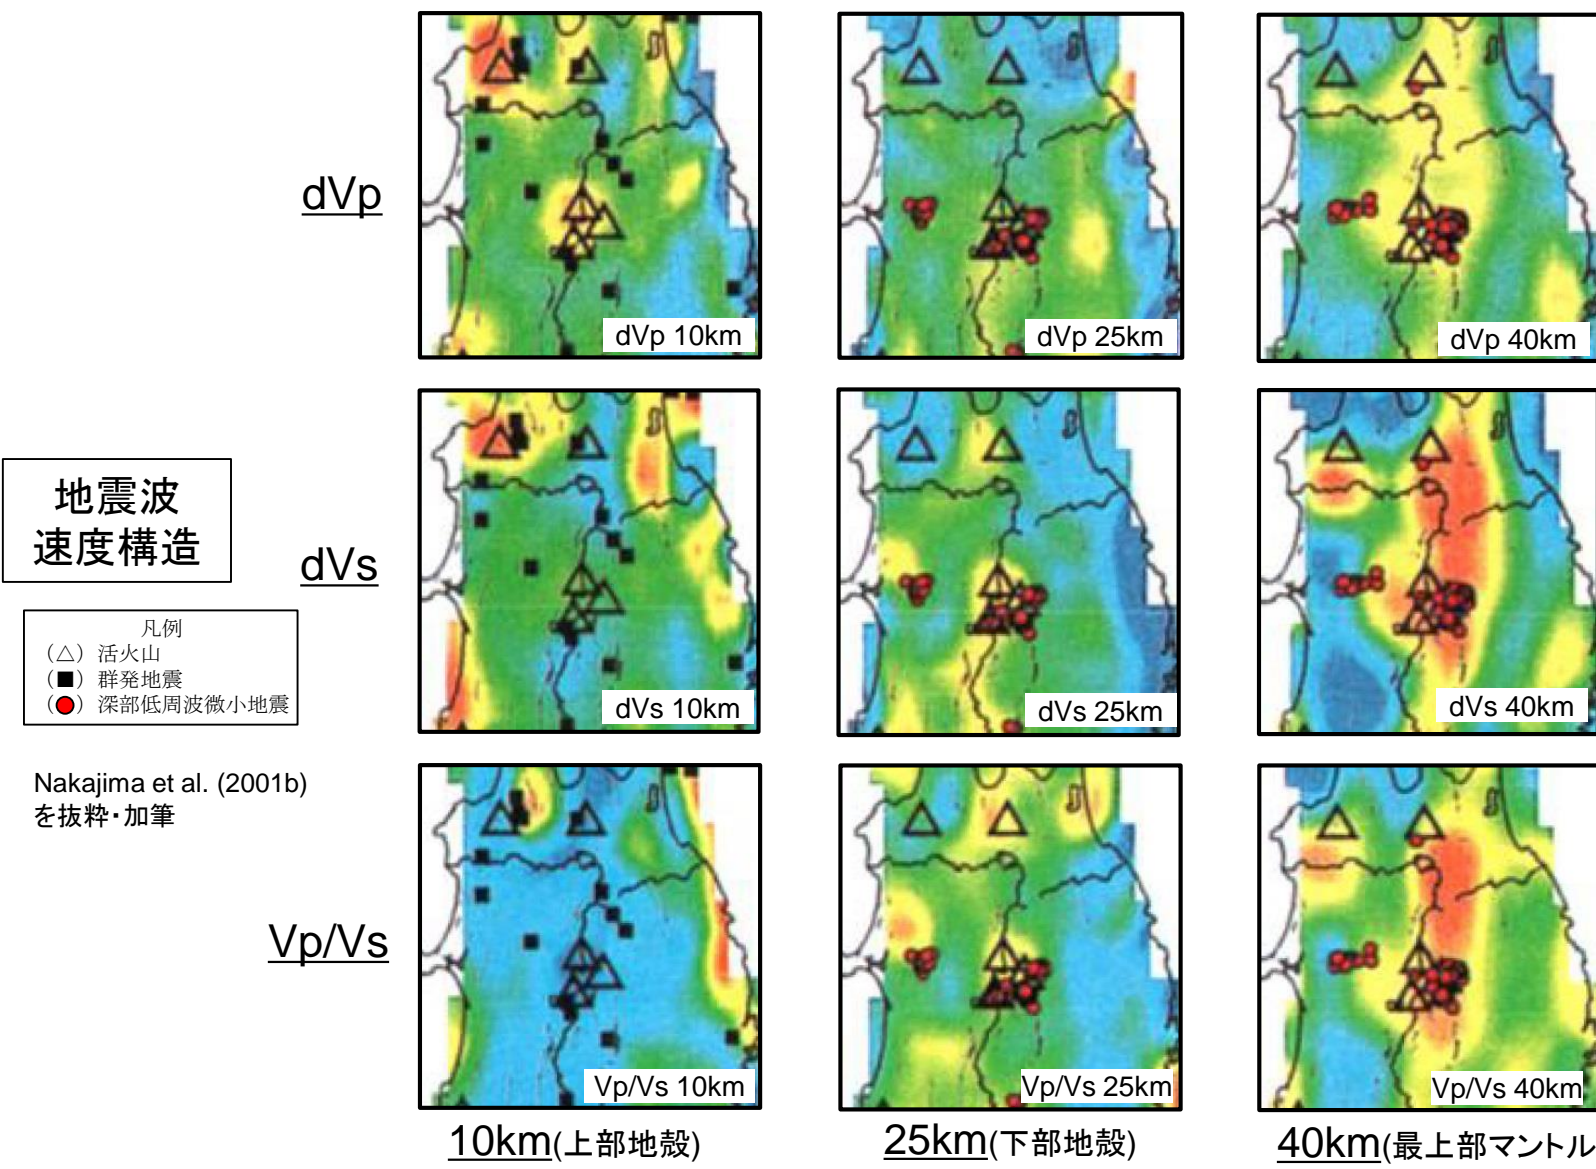 dVp
dVp 10km
dVp 25km
dVp 40km
地震波
速度構造
dVs
dVs 10km
dVs 25km
dVs 40km
凡例
（△）活火山
（■）群発地震
（●）深部低周波微小地震
Nakajima et al. (2001b)
を抜粋・加筆
Vp/Vs
Vp/Vs 10km
Vp/Vs 25km
Vp/Vs 40km
10km(上部地殻)
25km(下部地殻)
40km(最上部マントル